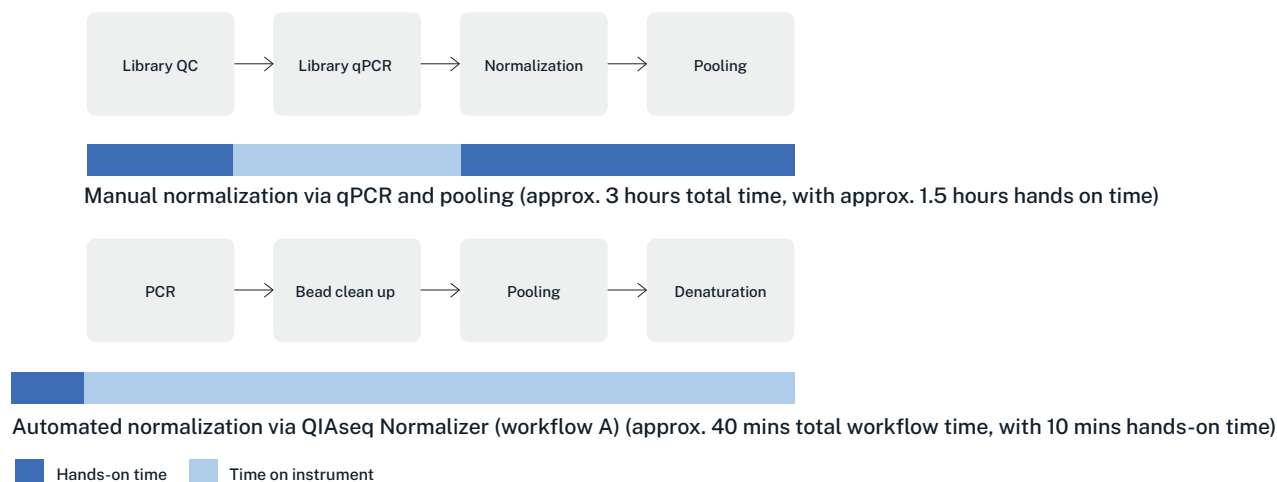 Library QC
Library qPCR
Normalization
Pooling
Manual normalization via qPCR and pooling (approx. 3 hours total time, with approx. 1.5 hours hands on time)
PCR
Bead clean up
Pooling
Denaturation
Automated normalization via QIAseq Normalizer (workflow A) (approx. 40 mins total workflow time, with 10 mins hands-on time)
Hands-on time
Time on instrument